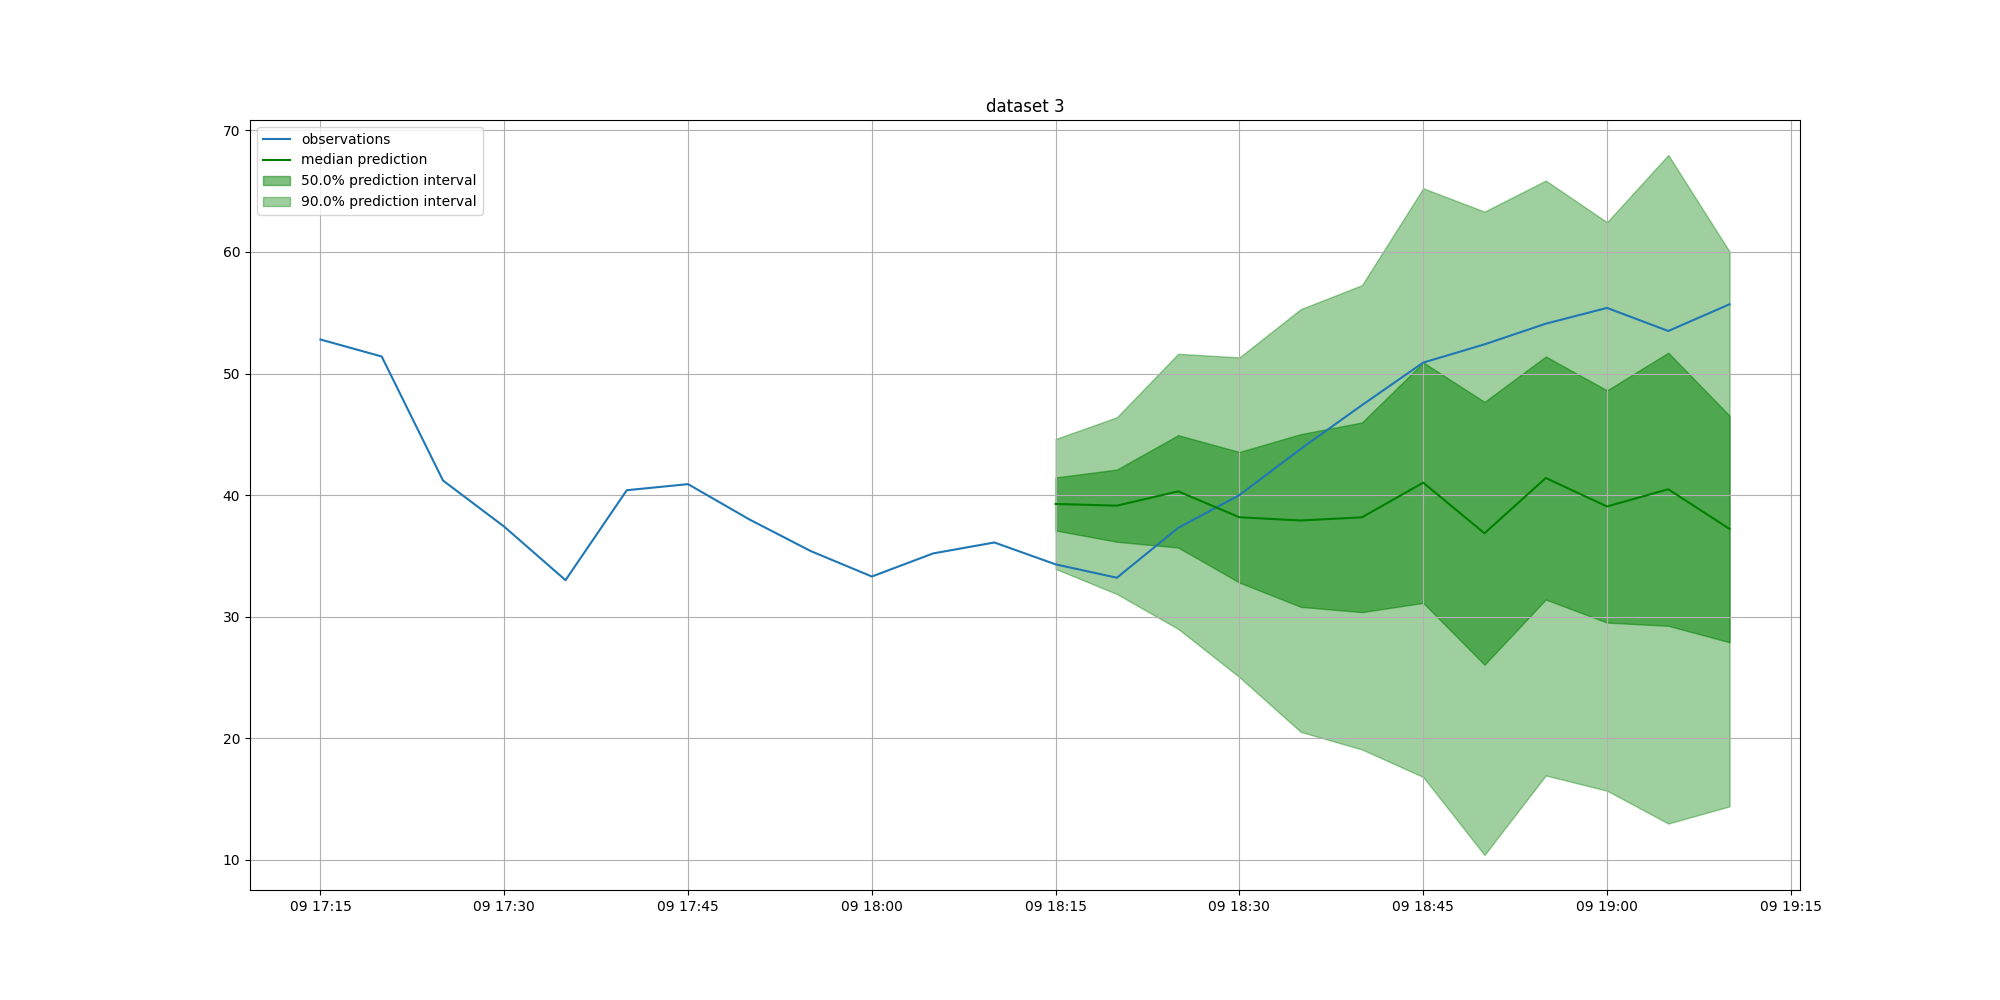 dataset 3
observations
median prediction
50.0% prediction interval
90.0% prediction interval
70
60
50
40
30
20
10
09 17:15 09 17:30 09 17:45 09 18:00 09 18:15 09 18:30 09 18:45 09 19:00 09 19:15